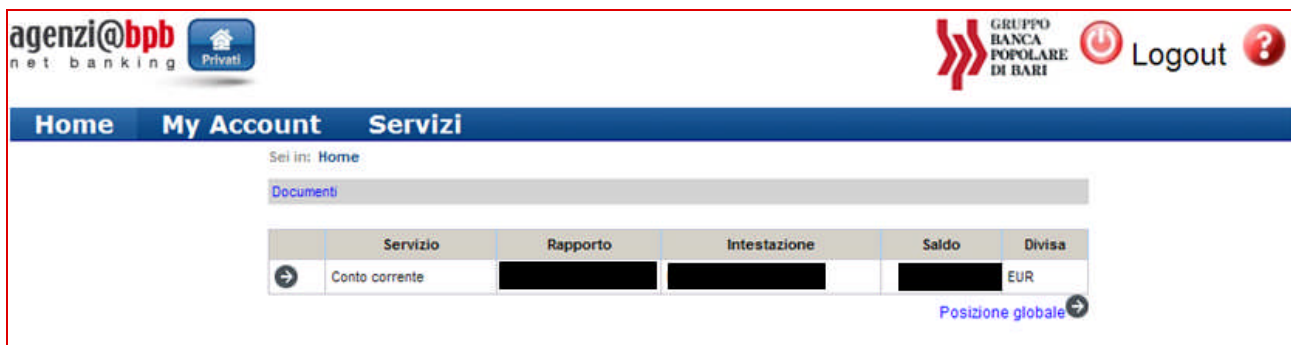 agenzi@bpb
net banking
Privati
GRUPPO
BANCA
POPOLARE
DI BARI
Logout
?
Home My Account Servizi
Sei in: Home
Documenti
Servizio Rapporto Intestazione Saldo Divisa
Conto corrente EUR
Posizione globale